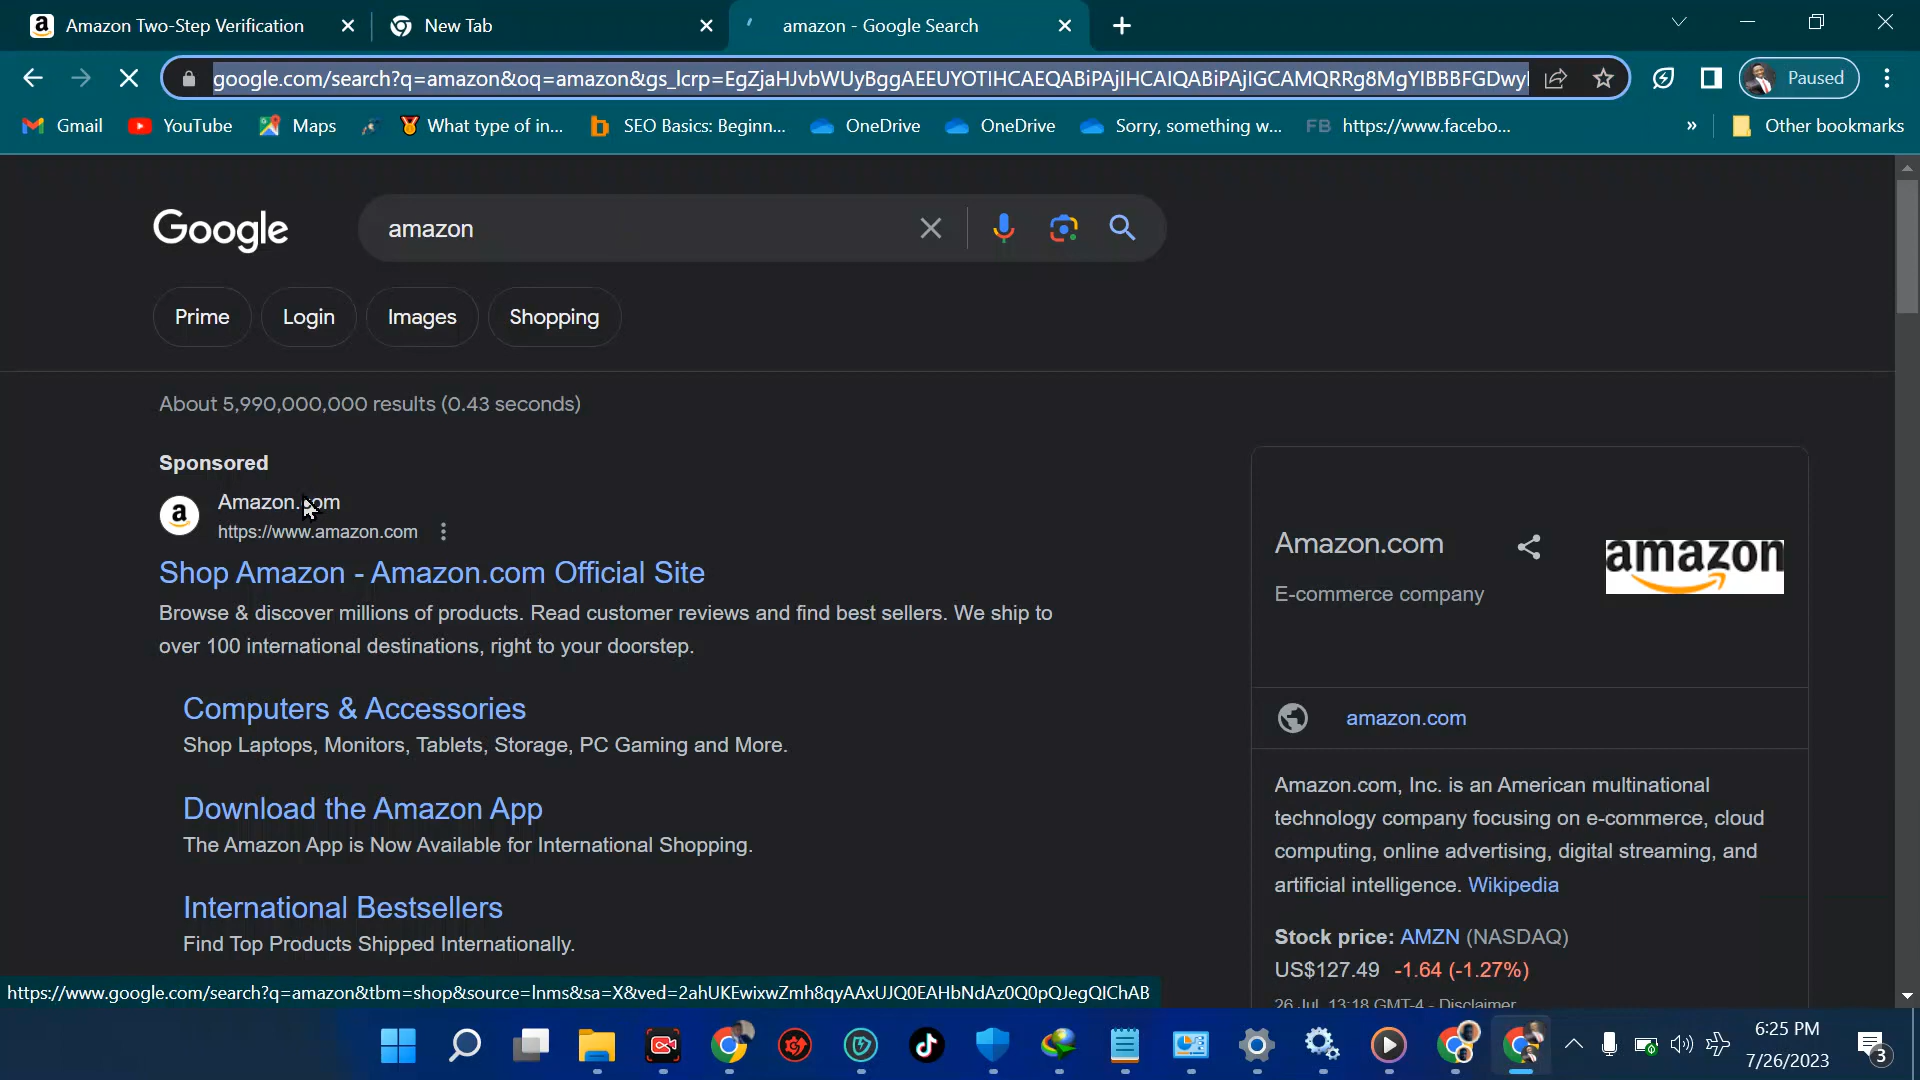 Amazon Two-Step Verification
New Tab
amazon - Google Search
google.com/search?q=amazon&oq=amazon&gs_lcrp=EgZjaHJvbWUyBggAEEUYOTIHCAEQABiPAjIHCAIQABiPAjIGCAMQRRg8MgYIBBBFGDwy
Paused
Gmail
YouTube
Maps
What type of in...
SEO Basics: Beginn...
OneDrive
OneDrive
Sorry, something w...
FB https://www.facebo...
»
Other bookmarks
Google
amazon
Prime
Login
Images
Shopping
About 5,990,000,000 results (0.43 seconds)
Sponsored
a
Amazon.com
https://www.amazon.com
Shop Amazon - Amazon.com Official Site
Browse & discover millions of products. Read customer reviews and find best sellers. We ship to
over 100 international destinations, right to your doorstep.
Computers & Accessories
Shop Laptops, Monitors, Tablets, Storage, PC Gaming and More.
Download the Amazon App
The Amazon App is Now Available for International Shopping.
International Bestsellers
Find Top Products Shipped Internationally.
Amazon.com
E-commerce company
amazon
amazon.com
Amazon.com, Inc. is an American multinational
technology company focusing on e-commerce, cloud
computing, online advertising, digital streaming, and
artificial intelligence. Wikipedia
Stock price: AMZN (NASDAQ)
US$127.49 -1.64 (-1.27%)
26 Jul, 13:18 GMT-4 - Disclaimer
https://www.google.com/search?q=amazon&tbm=shop&source=lnms&sa=X&ved=2ahUKEwixwZmh8qyAAxUJQ0EAHbNdAz0Q0pQJegQIChAB
6:25 PM
7/26/2023
3